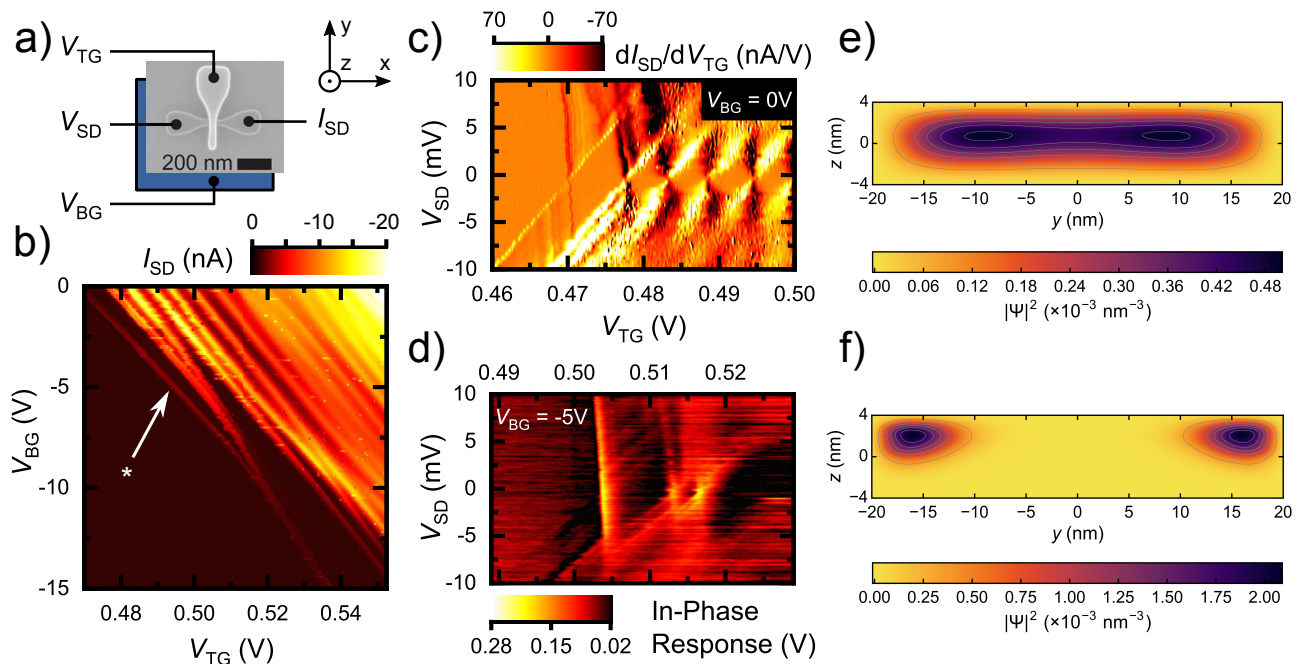 a)
V_TG
V_SD
I_SD
V_BG
200 nm
y
z
x
b)
0 -10 -20
I_SD (nA)
0
-5
-10
-15
V_BG (V)
*
0.48 0.50 0.52 0.54
V_TG (V)
c)
70 0 -70
dI_SD/dV_TG (nA/V)
V_BG = 0V
10
5
0
-5
-10
V_SD (mV)
0.46 0.47 0.48 0.49 0.50
V_TG (V)
d)
0.49 0.50 0.51 0.52
V_BG = -5V
10
5
0
-5
-10
V_SD (mV)
In-Phase
Response (V)
0.28 0.15 0.02
e)
4
0
−4
z (nm)
−20 −15 −10 −5 0 5 10 15 20
y (nm)
0.00 0.06 0.12 0.18 0.24 0.30 0.36 0.42 0.48
|Ψ|² (×10⁻³ nm⁻³)
f)
4
0
−4
z (nm)
−20 −15 −10 −5 0 5 10 15 20
y (nm)
0.00 0.25 0.50 0.75 1.00 1.25 1.50 1.75 2.00
|Ψ|² (×10⁻³ nm⁻³)